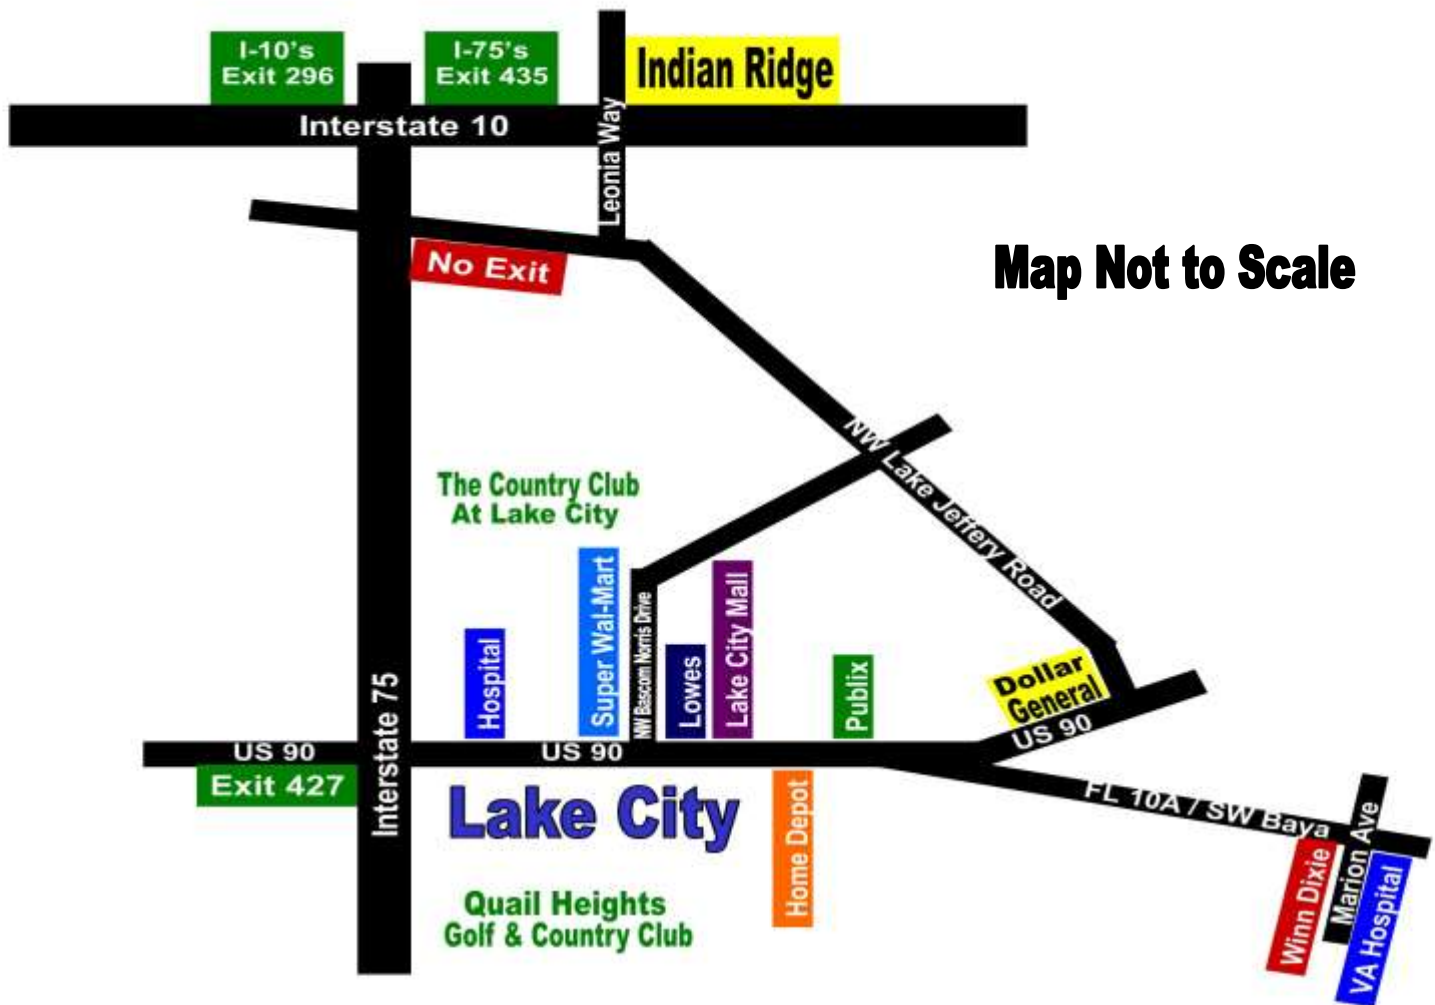 I-10's
Exit 296
I-75's
Exit 435
Indian Ridge
Interstate 10
Leonia Way
No Exit
Map Not to Scale
NW Lake Jeffery Road
The Country Club
At Lake City
Hospital
Super Wal-Mart
NW Bascom Norris Drive
Lowes
Lake City Mall
Publix
Dollar
General
US 90
US 90
US 90
Exit 427
Interstate 75
Lake City
Home Depot
FL 10A / SW Baya
Marion Ave
Winn Dixie
VA Hospital
Quail Heights
Golf & Country Club